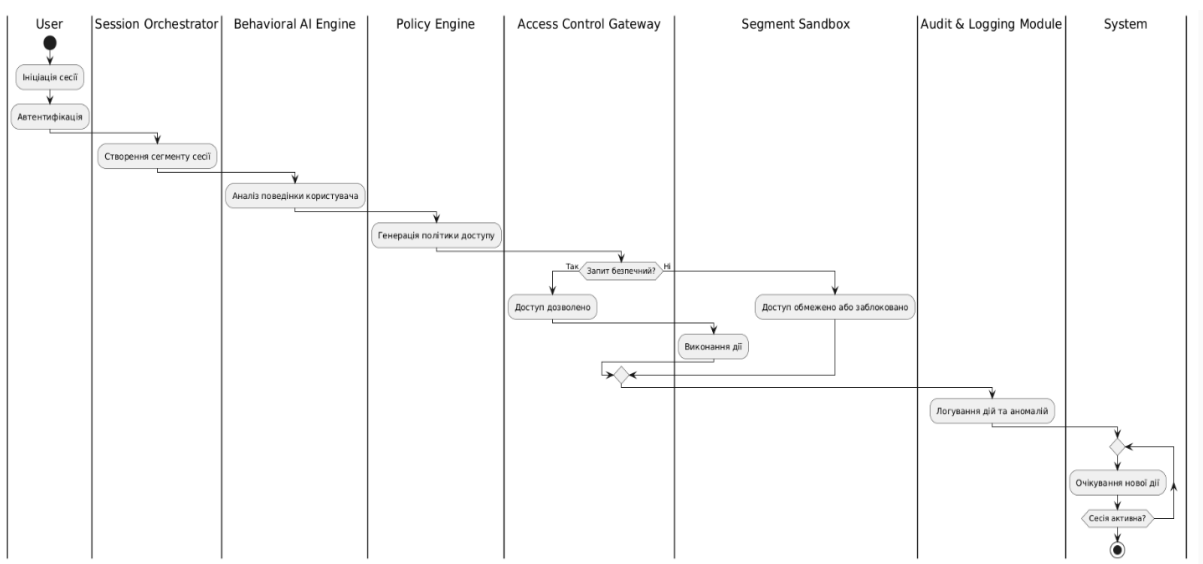 User
Session Orchestrator
Behavioral AI Engine
Policy Engine
Access Control Gateway
Segment Sandbox
Audit & Logging Module
System
Ініціація сесії
Автентифікація
Створення сегменту сесії
Аналіз поведінки користувача
Генерація політики доступу
Так
Запит безпечний?
Ні
Доступ дозволено
Доступ обмежено або заблоковано
Виконання дії
Логування дій та аномалій
Очікування нової дії
Сесія активна?